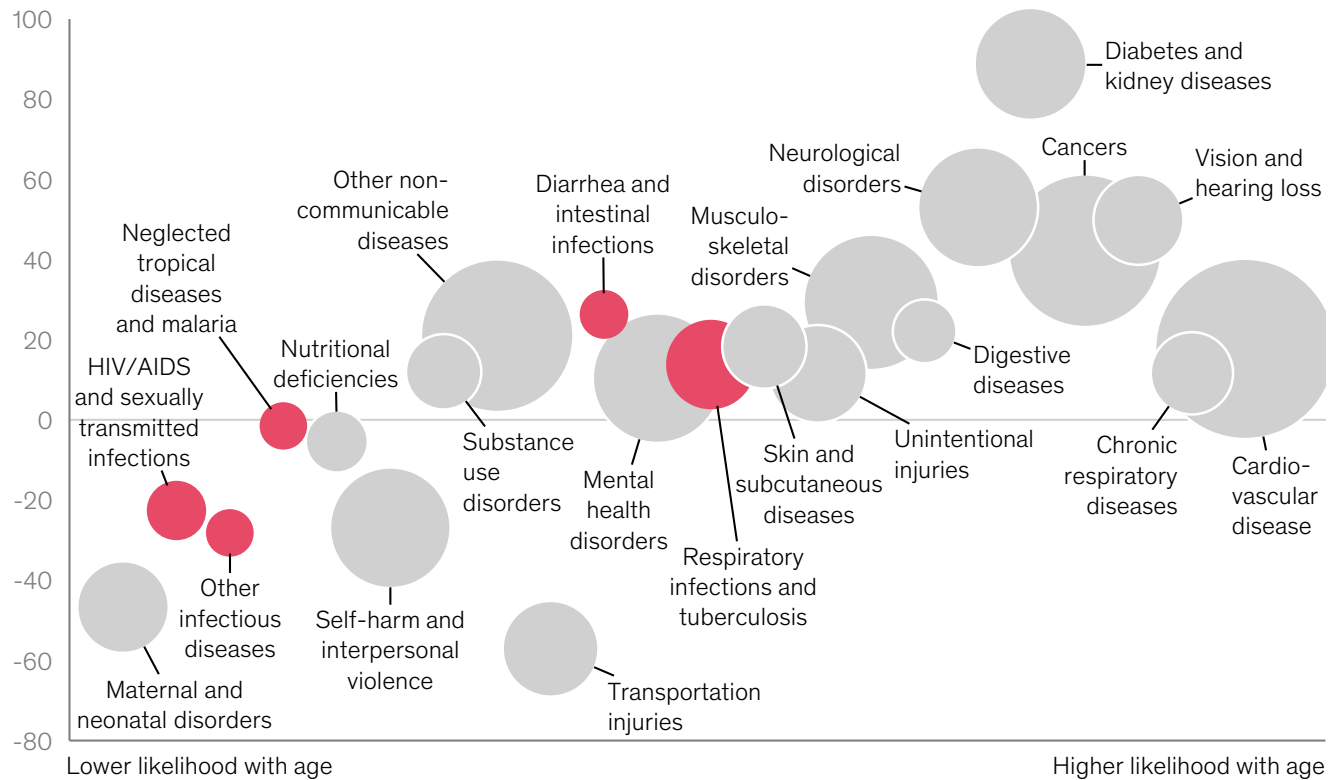 100
80
60
40
20
0
-20
-40
-60
-80
Diabetes and
kidney diseases
Neurological
disorders
Cancers
Vision and
hearing loss
Other non-
communicable
diseases
Diarrhea and
intestinal
infections
Musculo-
skeletal
disorders
Neglected
tropical
diseases
and malaria
HIV/AIDS
and sexually
transmitted
infections
Nutritional
deficiencies
Digestive
diseases
Substance
use
disorders
Mental
health
disorders
Skin and
subcutaneous
diseases
Unintentional
injuries
Chronic
respiratory
diseases
Cardio-
vascular
disease
Respiratory
infections and
tuberculosis
Other
infectious
diseases
Self-harm and
interpersonal
violence
Maternal and
neonatal disorders
Transportation
injuries
Lower likelihood with age
Higher likelihood with age